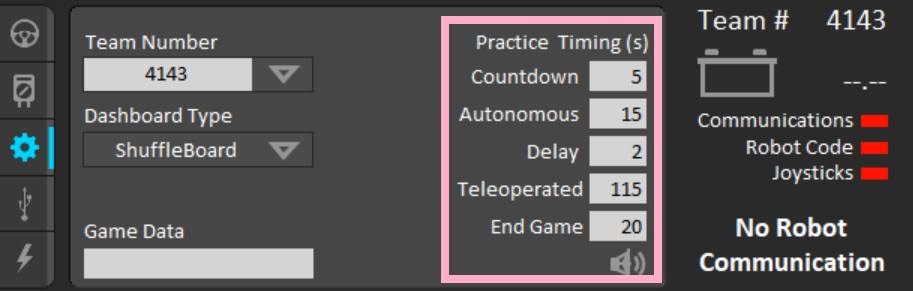 Team Number
4143
Dashboard Type
ShuffleBoard
Game Data
Practice Timing (s)
Countdown 5
Autonomous 15
Delay 2
Teleoperated 115
End Game 20
Team # 4143
--.--
Communications
Robot Code
Joysticks
No Robot
Communication